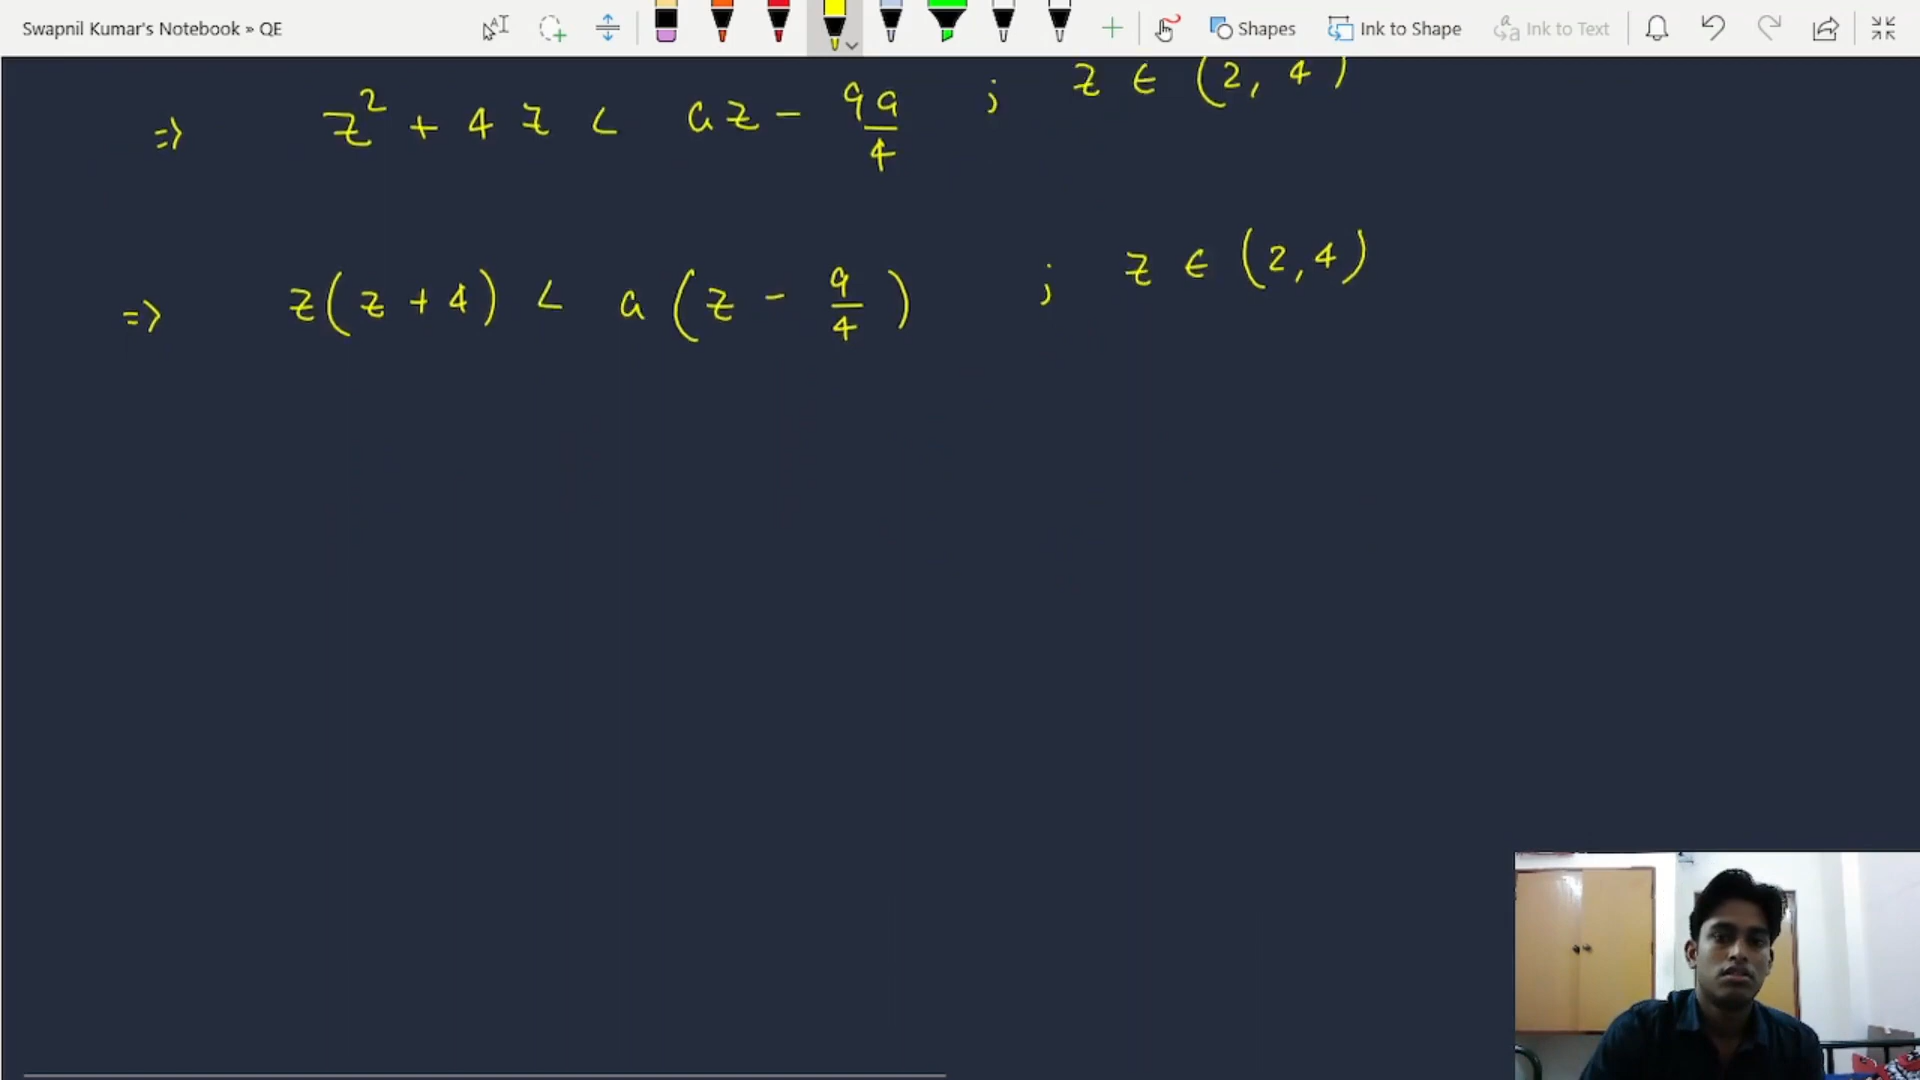 Swapnil Kumar's Notebook » QE
Shapes
Ink to Shape
Ink to Text
=> z² + 4z < az - 9a/4 ; z ∈ (2, 4)
=> z(z + 4) < a(z - 9/4) ; z ∈ (2, 4)